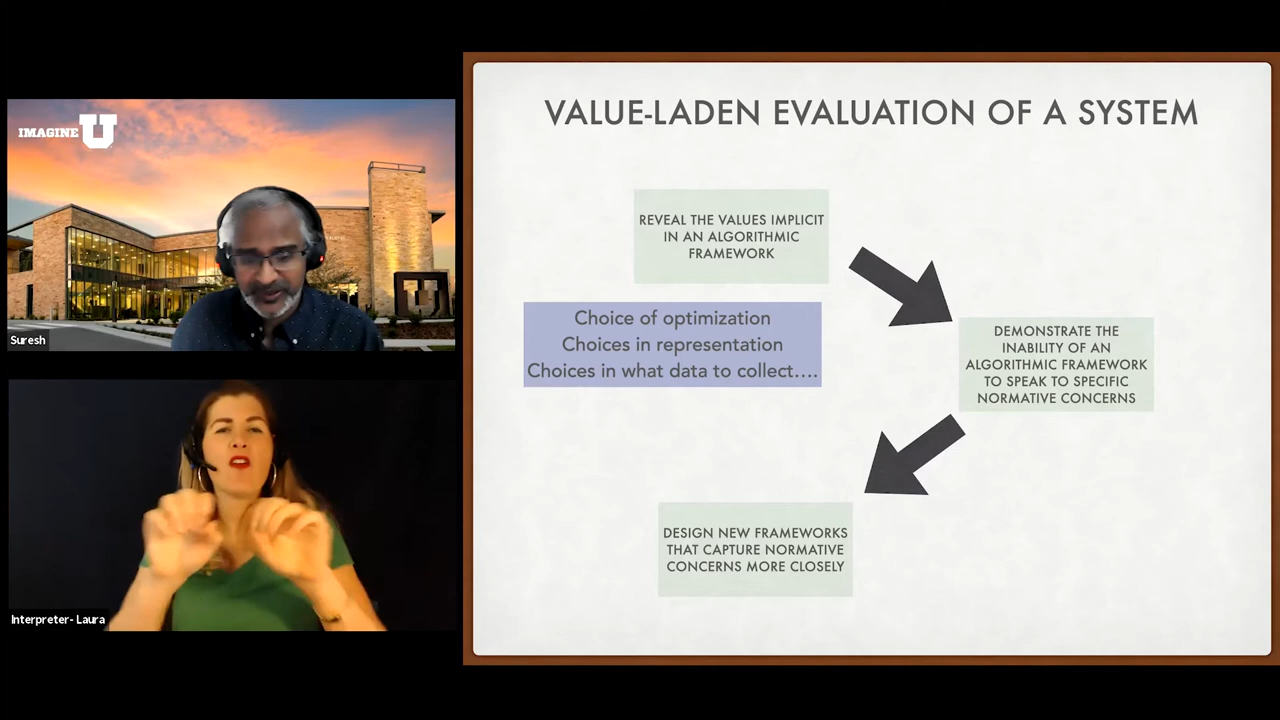 IMAGINE U
Suresh
Interpreter- Laura
VALUE-LADEN EVALUATION OF A SYSTEM
REVEAL THE VALUES IMPLICIT
IN AN ALGORITHMIC
FRAMEWORK
Choice of optimization
Choices in representation
Choices in what data to collect....
DEMONSTRATE THE
INABILITY OF AN
ALGORITHMIC FRAMEWORK
TO SPEAK TO SPECIFIC
NORMATIVE CONCERNS
DESIGN NEW FRAMEWORKS
THAT CAPTURE NORMATIVE
CONCERNS MORE CLOSELY